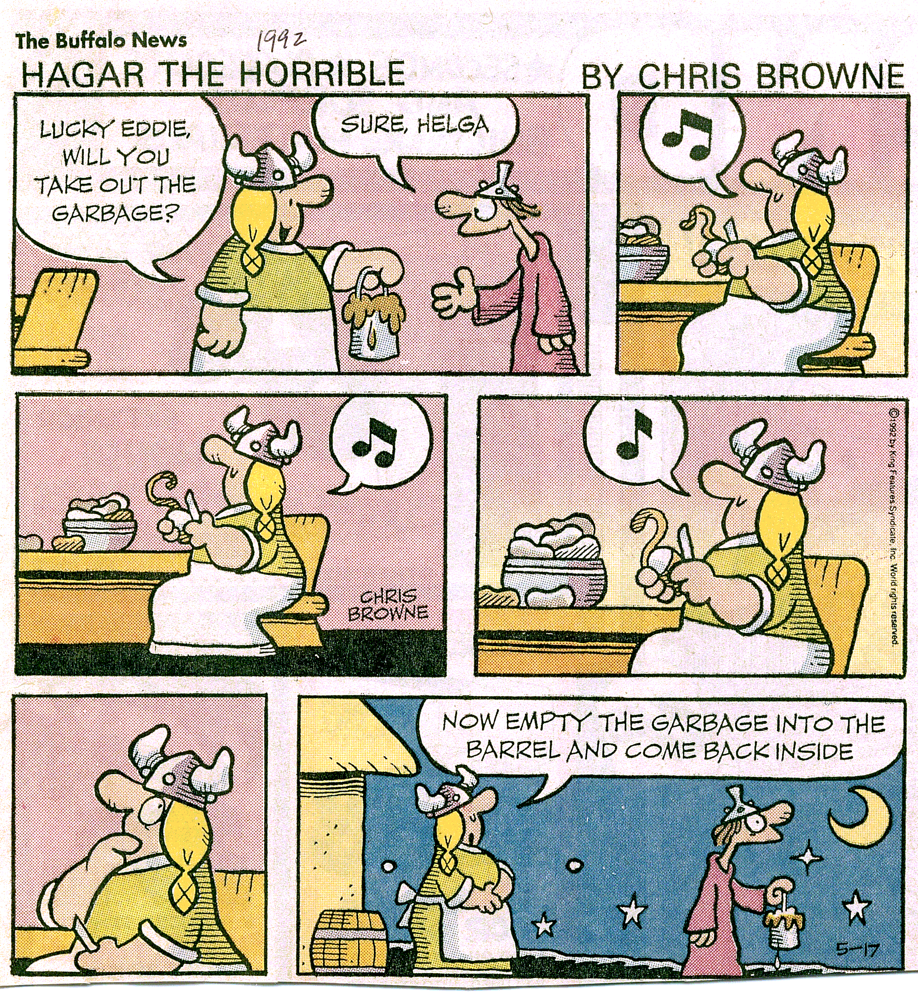 The Buffalo News
1992
HAGAR THE HORRIBLE
BY CHRIS BROWNE
LUCKY EDDIE,
WILL YOU
TAKE OUT THE
GARBAGE?
SURE, HELGA
CHRIS
BROWNE
©1992 by King Features Syndicate, Inc. World rights reserved.
NOW EMPTY THE GARBAGE INTO THE
BARREL AND COME BACK INSIDE
5-17